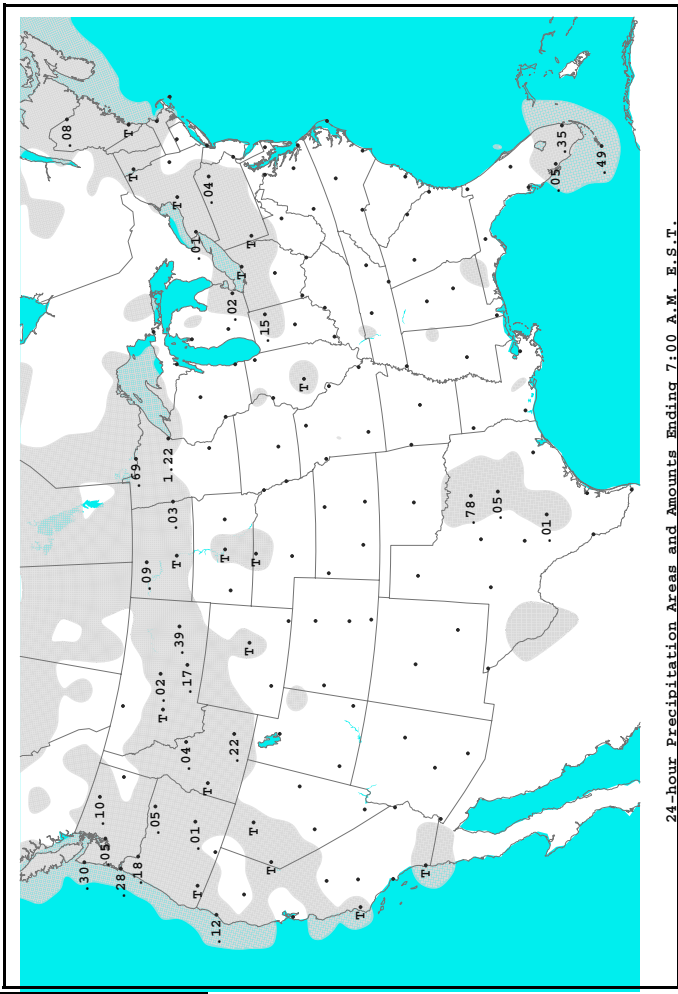 .08
.30
.10
.05
.28
T
T
.69
.18
.09
.05
.02
T
1.22
.03
T
T
.39
.04
.17
.01
.01
T
T
.04
.12
T
.02
.22
T
T
T
T
T
.15
T
T
T
T
.78
.05
.01
.05
.35
.49
24-hour Precipitation Areas and Amounts Ending 7:00 A.M. E.S.T.